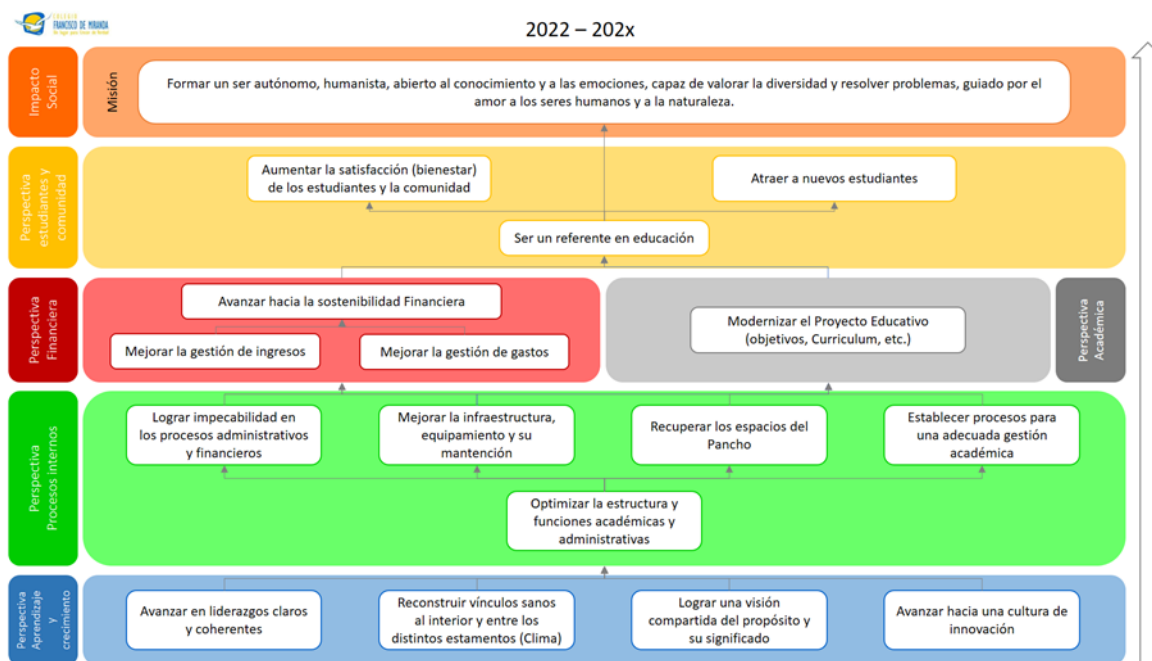 COLEGIO
FRANCISCO DE MIRANDA
2022 – 202x
Impacto
Social
Misión
Formar un ser autónomo, humanista, abierto al conocimiento y a las emociones, capaz de valorar la diversidad y resolver problemas, guiado por el
amor a los seres humanos y a la naturaleza.
Perspectiva
estudiantes y
comunidad
Aumentar la satisfacción (bienestar)
de los estudiantes y la comunidad
Atraer a nuevos estudiantes
Ser un referente en educación
Perspectiva
Financiera
Avanzar hacia la sostenibilidad Financiera
Mejorar la gestión de ingresos
Mejorar la gestión de gastos
Modernizar el Proyecto Educativo
(objetivos, Curriculum, etc.)
Perspectiva
Académica
Perspectiva
Procesos internos
Lograr impecabilidad en
los procesos administrativos
y financieros
Mejorar la infraestructura,
equipamiento y su
mantención
Recuperar los espacios del
Pancho
Establecer procesos para
una adecuada gestión
académica
Optimizar la estructura y
funciones académicas y
administrativas
Perspectiva
Aprendizaje
y
crecimiento
Avanzar en liderazgos claros
y coherentes
Reconstruir vínculos sanos
al interior y entre los
distintos estamentos (Clima)
Lograr una visión
compartida del propósito y
su significado
Avanzar hacia una cultura de
innovación